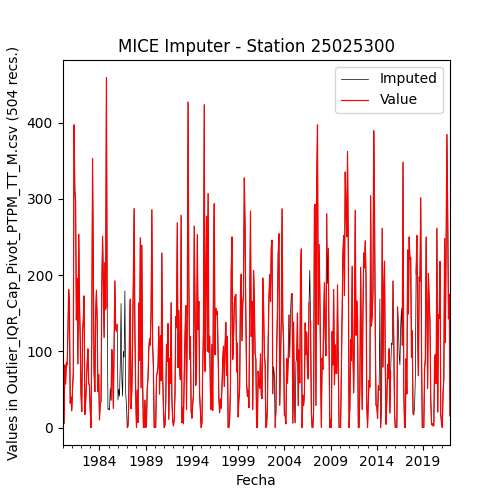 MICE Imputer - Station 25025300
Imputed
Value
Values in Outlier_IQR_Cap_Pivot_PTPM_TT_M.csv (504 recs.)
400
300
200
100
0
1984 1989 1994 1999 2004 2009 2014 2019
Fecha